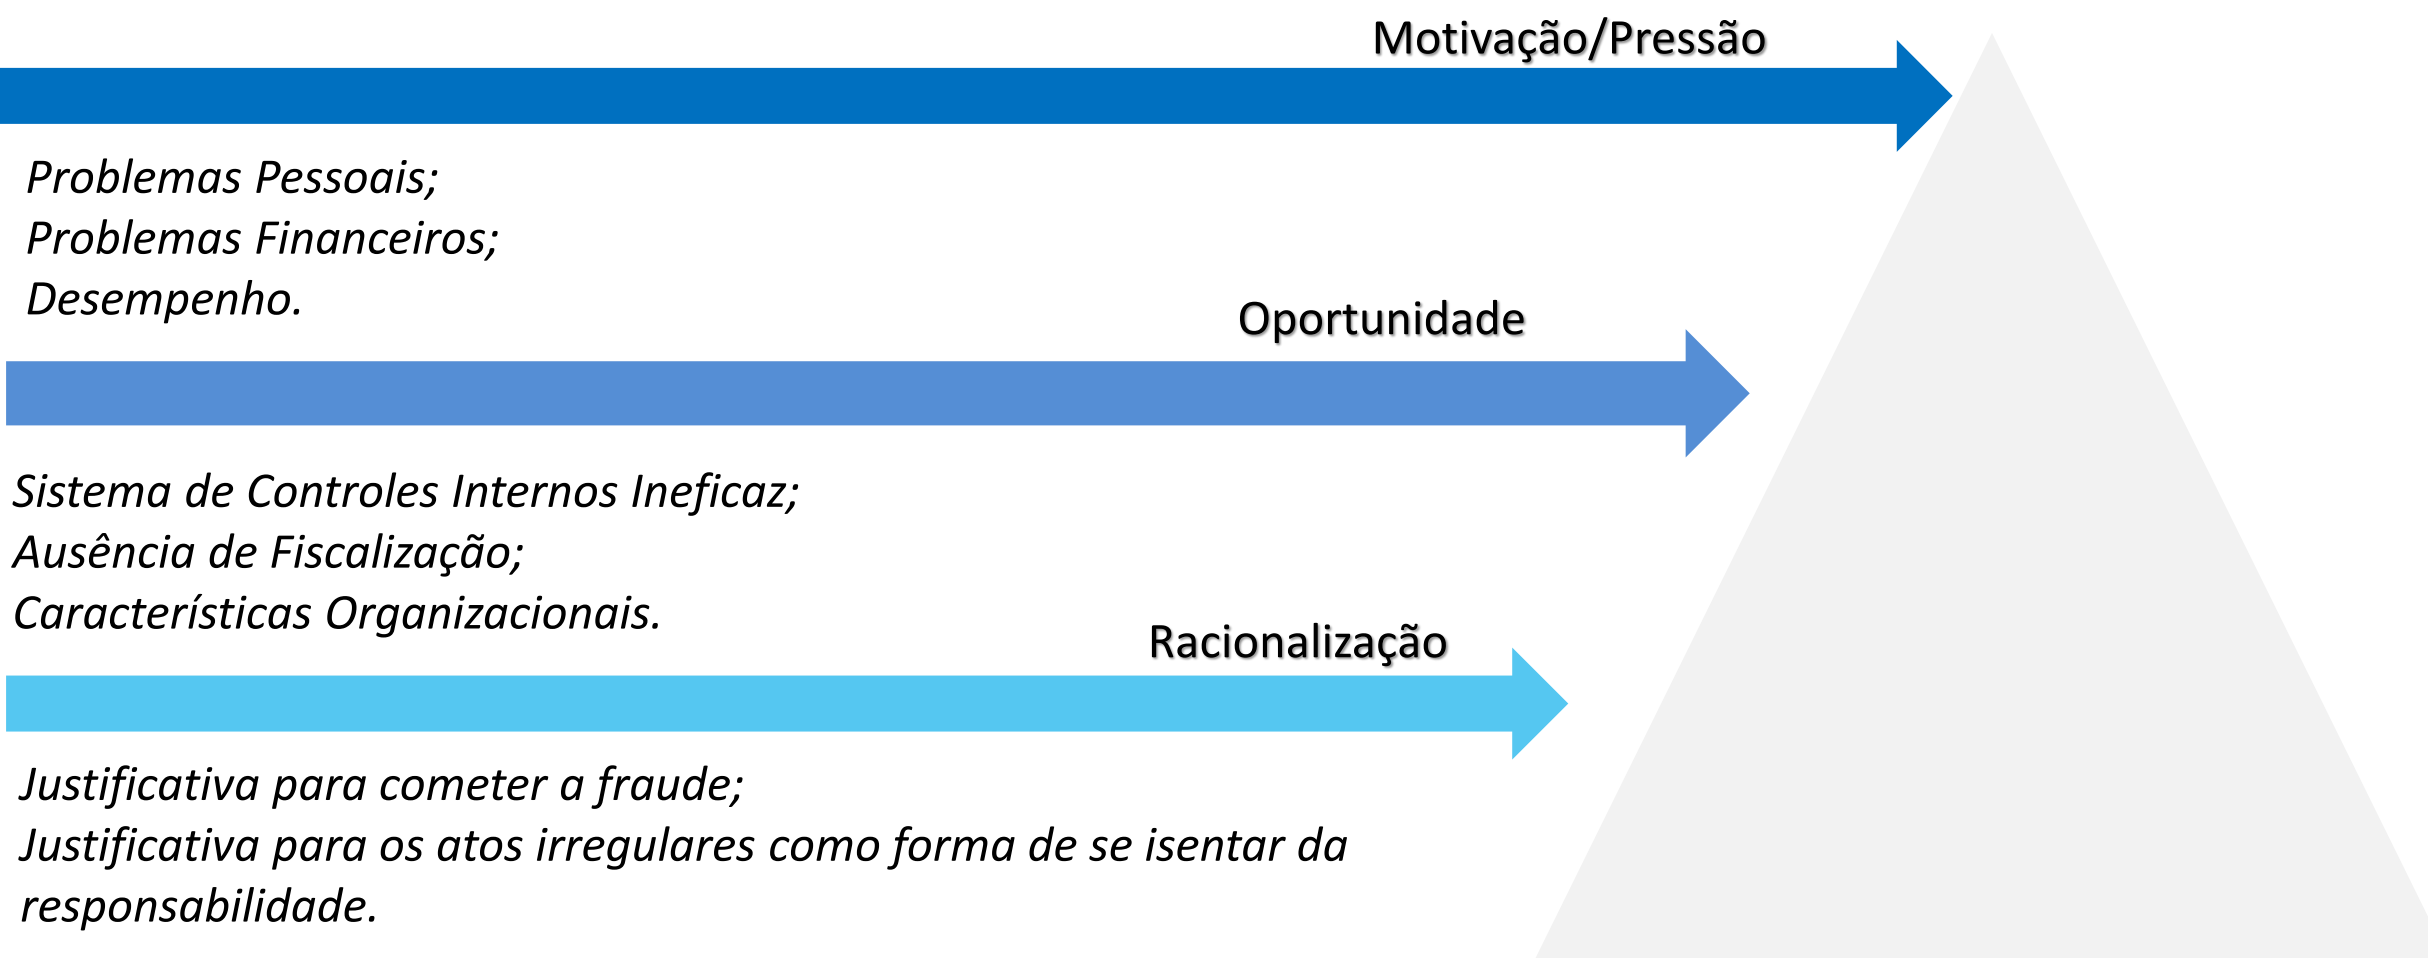 Motivação/Pressão
Problemas Pessoais;
Problemas Financeiros;
Desempenho.
Oportunidade
Sistema de Controles Internos Ineficaz;
Ausência de Fiscalização;
Características Organizacionais.
Racionalização
Justificativa para cometer a fraude;
Justificativa para os atos irregulares como forma de se isentar da
responsabilidade.